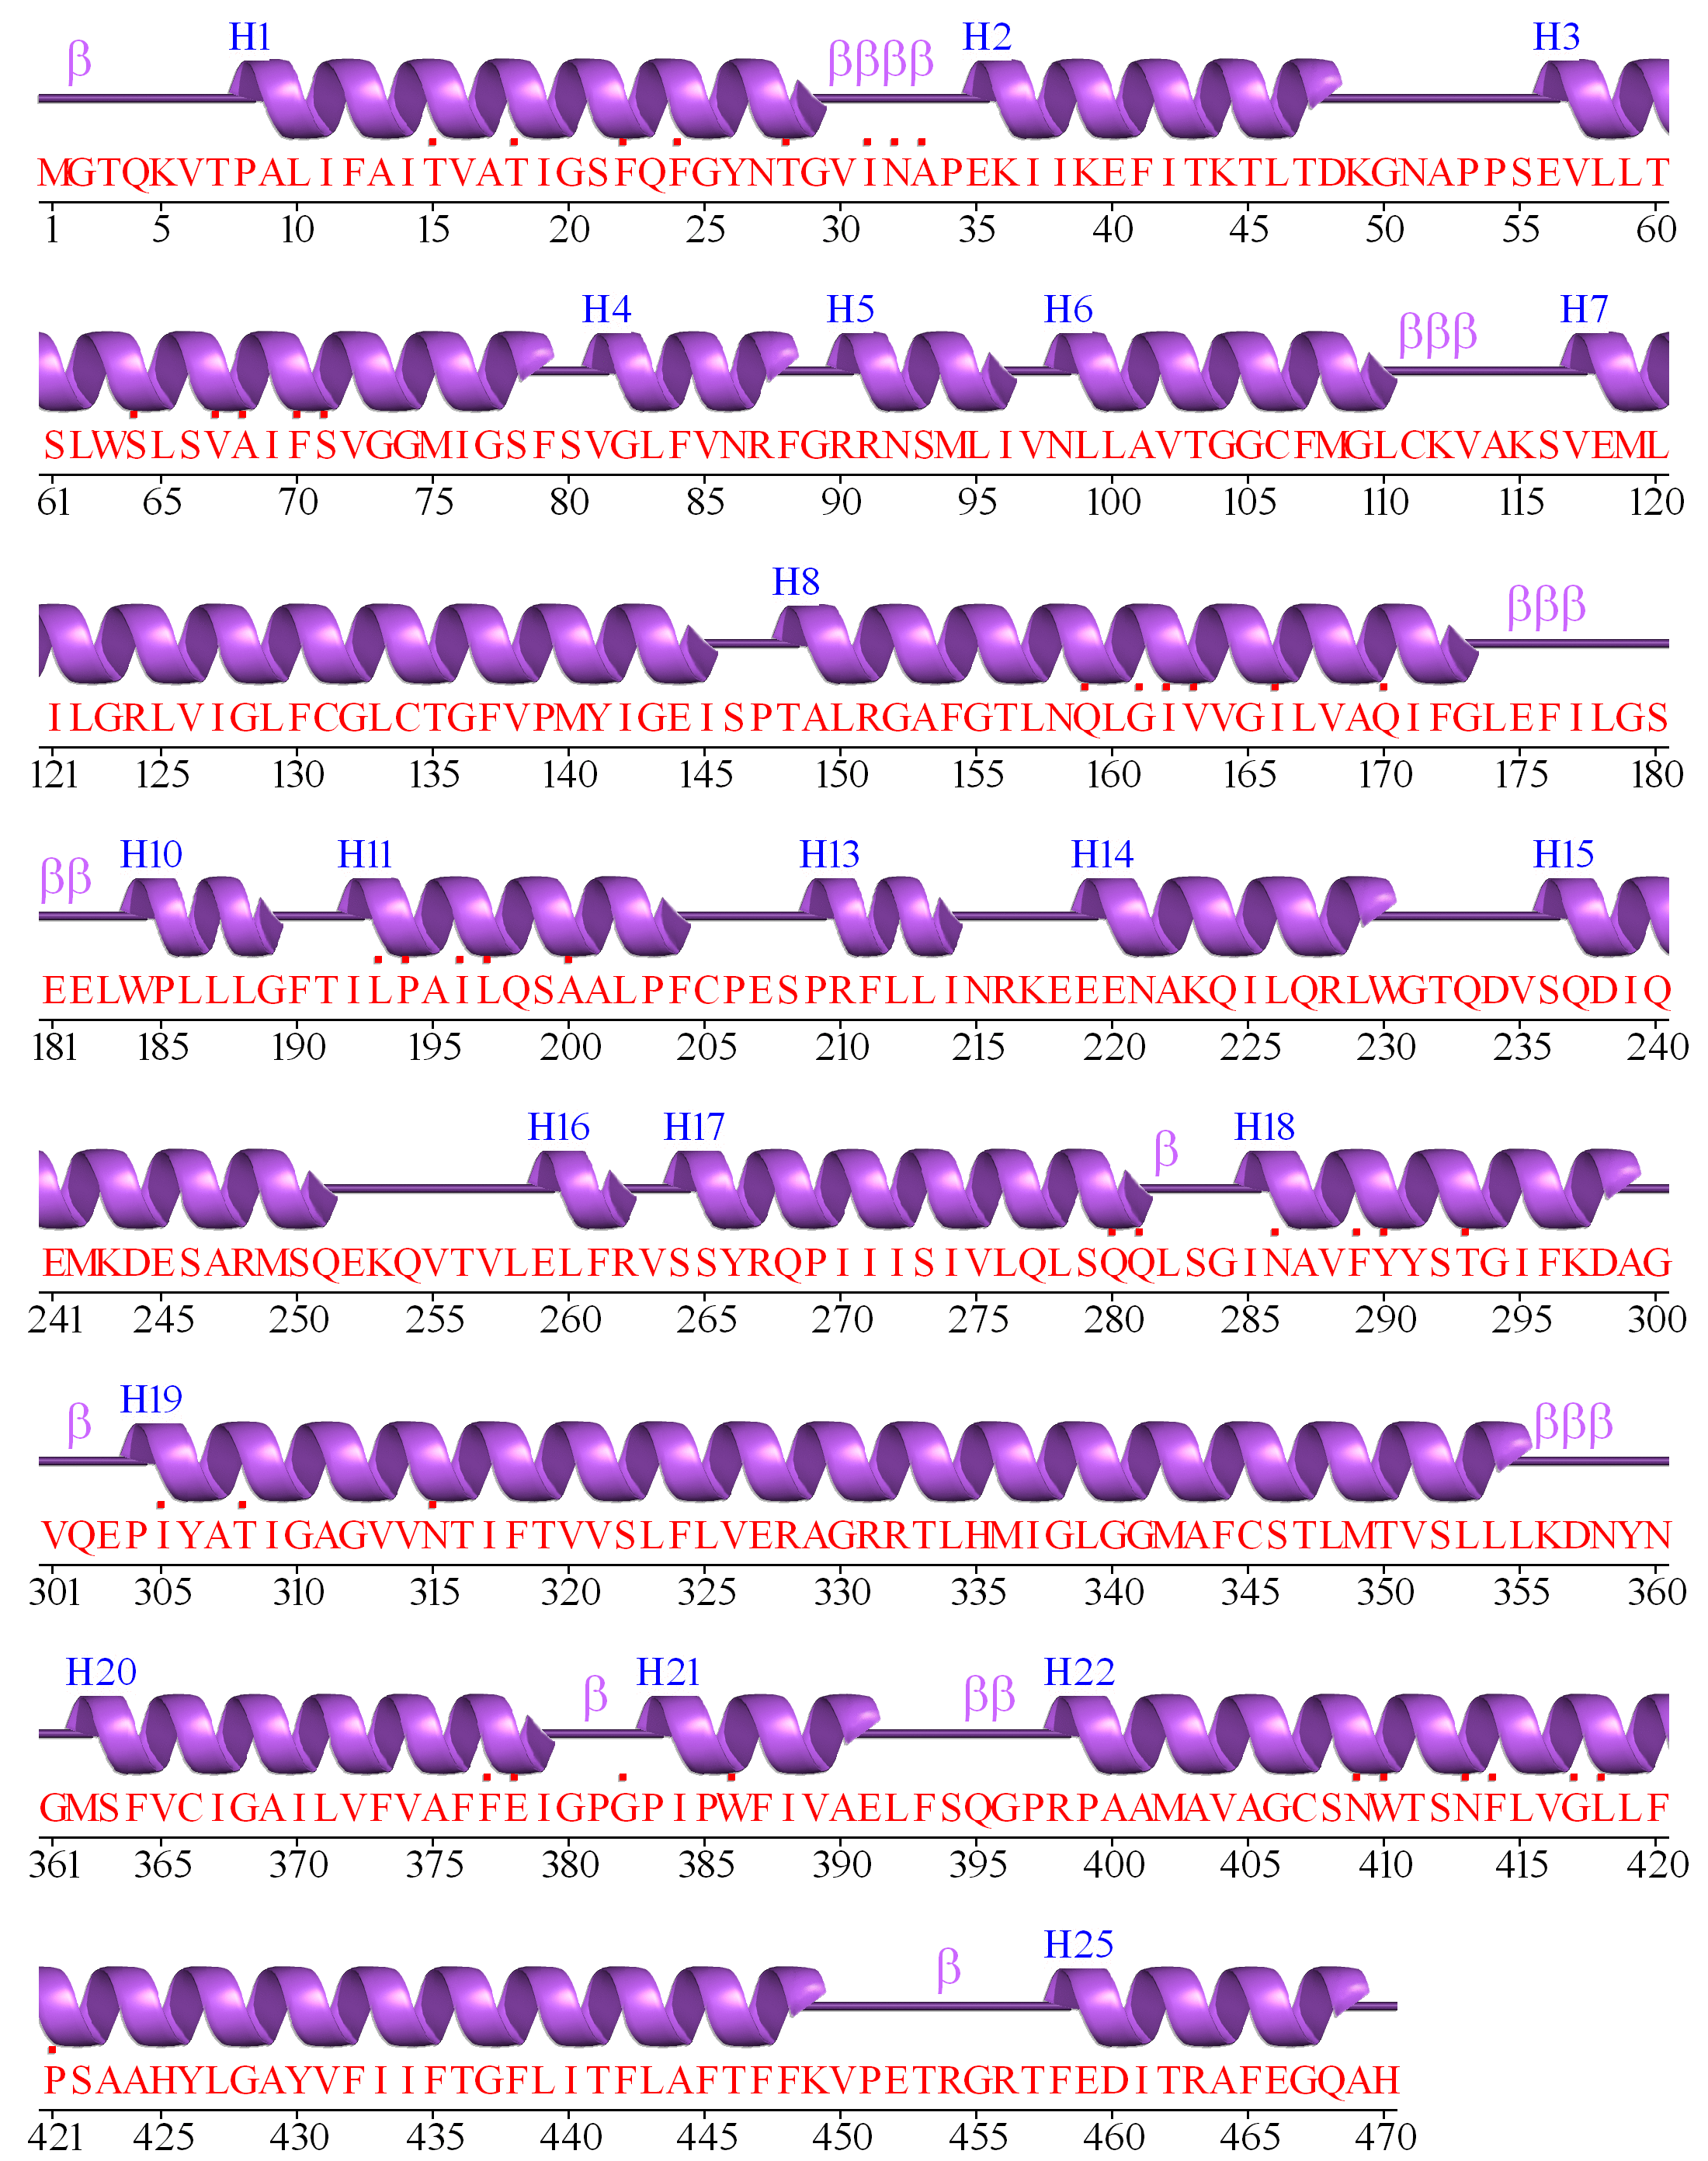 H1 H2 H3
β ββββ
MGTQKVTPALIFAITVATIGSFQFGYNTGVINAPEKIIKEFITKTLTDKGNAPPSEVLLT
1 5 10 15 20 25 30 35 40 45 50 55 60
H4 H5 H6 H7
βββ
SLWSLSVAIFSVGGMIGSFSVGLFVNRFGRRNSMLIVNLLAVTGGCFMGLCKVAKSVEML
61 65 70 75 80 85 90 95 100 105 110 115 120
H8
βββ
ILGRLVIGLFCGLCTGFVPMYIGEISPTALRGAFGTLNQLGIVVGILVAQIFGLEFILGS
121 125 130 135 140 145 150 155 160 165 170 175 180
H10 H11 H13 H14 H15
ββ
EELWPLLLGFTILPAILQSAALPFCPESPRFLLINRKEEENAKQILQRLWGTQDVSQDIQ
181 185 190 195 200 205 210 215 220 225 230 235 240
H16 H17 H18
β
EMKDESARMSQEKQVTVLELFRVSSYRQPIIISIVLQLSQQLSGINAVFYYSTGIFKDAG
241 245 250 255 260 265 270 275 280 285 290 295 300
H19
β βββ
VQEPIYATIGAGVVNTIFTVVSLFLVERAGRRTLHMIGLGGMAFCSTLMTVSLLLKDNYN
301 305 310 315 320 325 330 335 340 345 350 355 360
H20 H21 H22
β ββ
GMSFVCIGAILVFVAFFEIGPGPIPWFIVAELFSQGPRPAAMAVAGCSNWTSNFLVGLLF
361 365 370 375 380 385 390 395 400 405 410 415 420
H25
β
PSAAHYLGAYVFIIFTGFLITFLAFTFFKVPETRGRTFEDITRAFEGQAH
421 425 430 435 440 445 450 455 460 465 470